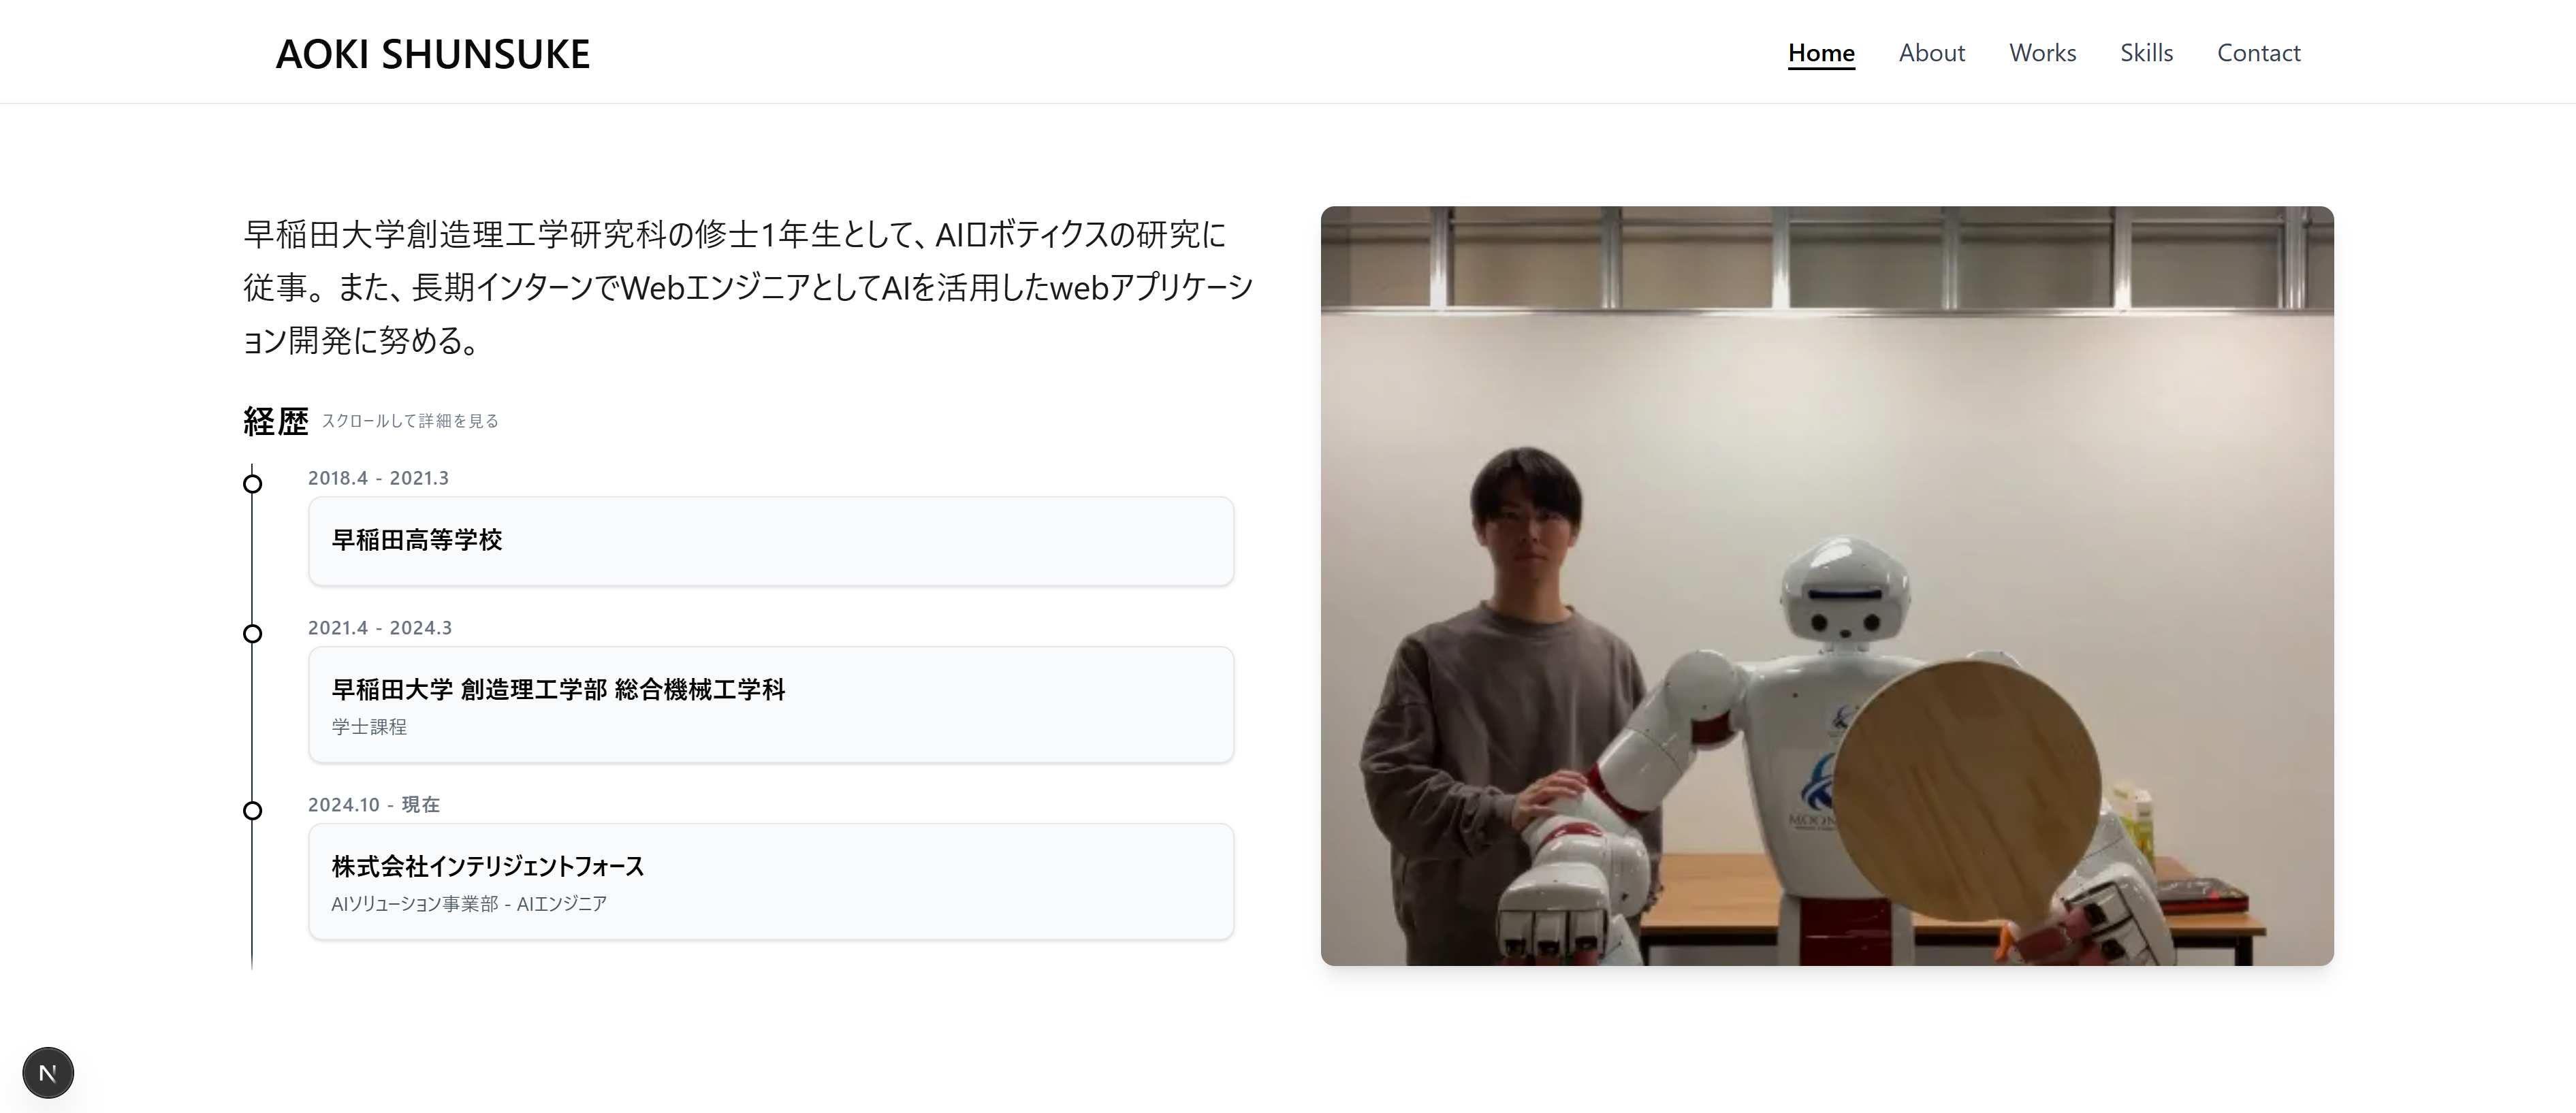 AOKI SHUNSUKE
Home About Works Skills Contact
早稲田大学創造理工学研究科の修士1年生として、AIロボティクスの研究に
従事。また、長期インターンでWebエンジニアとしてAIを活用したwebアプリケーシ
ョン開発に努める。
経歴 スクロールして詳細を見る
2018.4 - 2021.3
早稲田高等学校
2021.4 - 2024.3
早稲田大学 創造理工学部 総合機械工学科
学士課程
2024.10 - 現在
株式会社インテリジェントフォース
AIソリューション事業部 - AIエンジニア
N